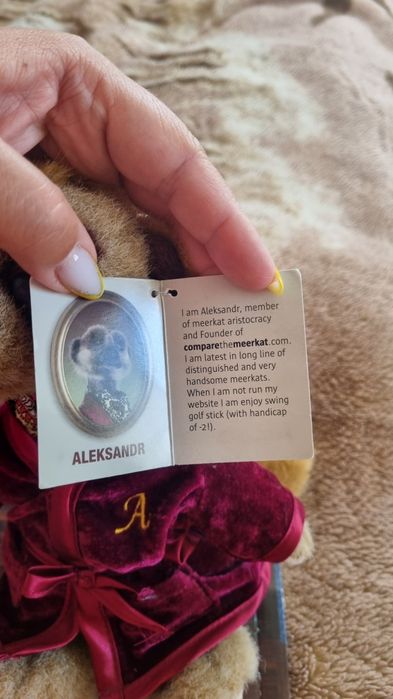 I am Aleksandr, member
of meerkat aristocracy
and Founder of
comparethemeerkat.com.
I am latest in long line of
distinguished and very
handsome meerkats.
When I am not run my
website I am enjoy swing
golf stick (with handicap
of -2!).
ALEKSANDR
A